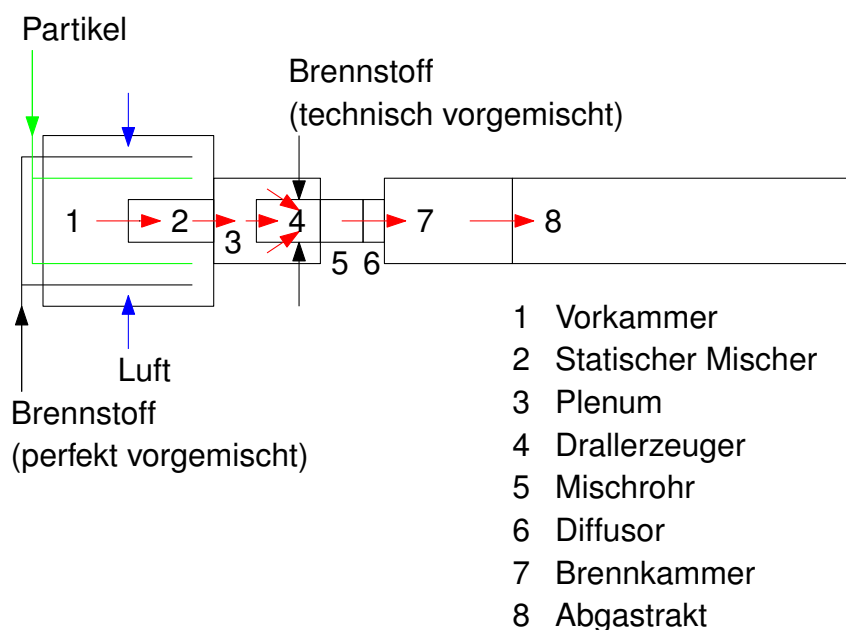 Partikel
Brennstoff
(technisch vorgemischt)
1
2
3
4
5
6
7
8
Luft
Brennstoff
(perfekt vorgemischt)
1 Vorkammer
2 Statischer Mischer
3 Plenum
4 Drallerzeuger
5 Mischrohr
6 Diffusor
7 Brennkammer
8 Abgastrakt